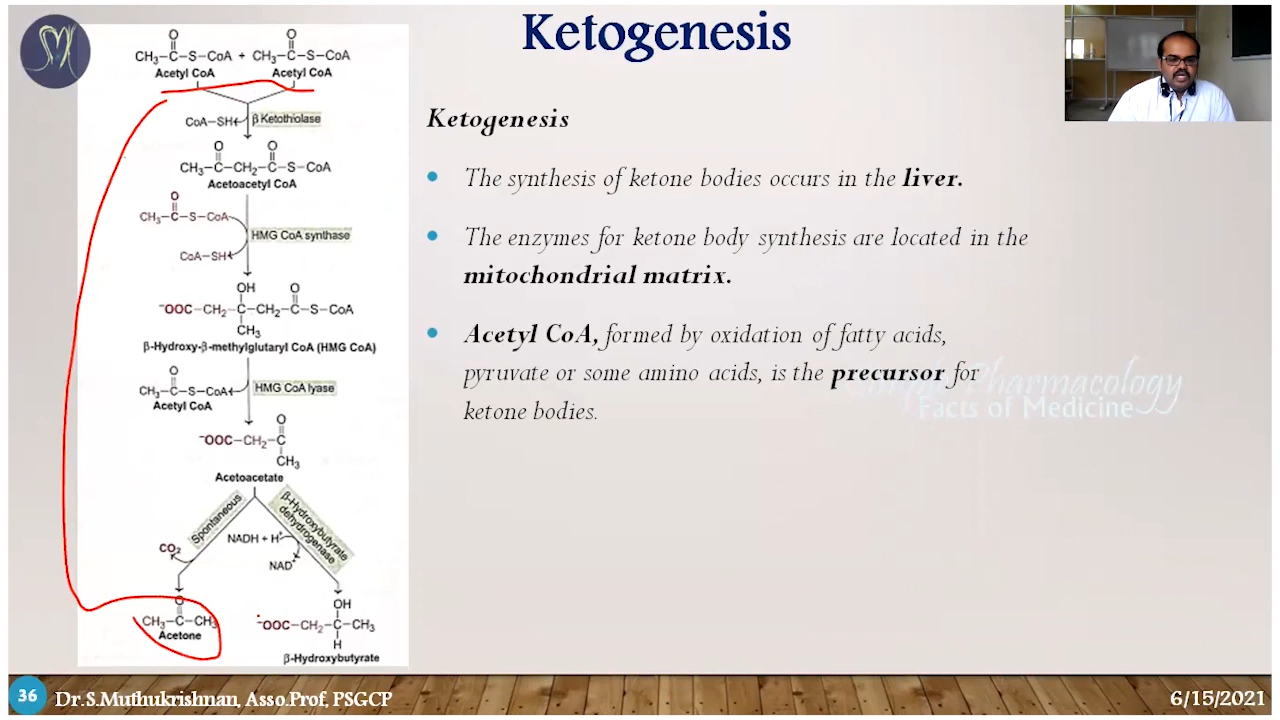 Ketogenesis
O O
CH₃–C–S–CoA + CH₃–C–S–CoA
Acetyl CoA Acetyl CoA
CoA–SH β Ketothiolase
O O
CH₃–C–CH₂–C–S–CoA
Acetoacetyl CoA
O
CH₃–C–S–CoA
HMG CoA synthase
CoA–SH
OH O
⁻OOC–CH₂–C–CH₂–C–S–CoA
CH₃
β-Hydroxy-β-methylglutaryl CoA (HMG CoA)
O
CH₃–C–S–CoA HMG CoA lyase
Acetyl CoA
O
⁻OOC–CH₂–C
CH₃
Acetoacetate
Spontaneous
β-Hydroxybutyrate
dehydrogenase
NADH + H⁺
CO₂
NAD⁺
O
CH₃–C–CH₃
Acetone
OH
⁻OOC–CH₂–C–CH₃
H
β-Hydroxybutyrate
Ketogenesis
The synthesis of ketone bodies occurs in the liver.
The enzymes for ketone body synthesis are located in the
mitochondrial matrix.
Acetyl CoA, formed by oxidation of fatty acids,
pyruvate or some amino acids, is the precursor for
ketone bodies.
Pharmacology
Facts of Medicine
36 Dr.S.Muthukrishnan, Asso.Prof, PSGCP 6/15/2021